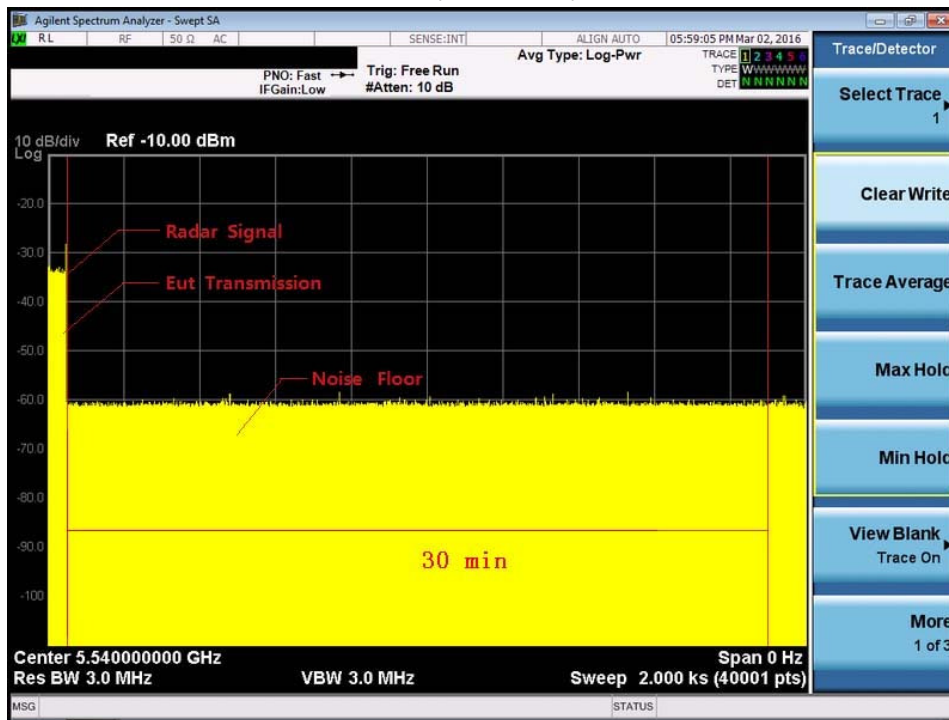 Agilent Spectrum Analyzer - Swept SA
LXI RL RF 50 Ω AC SENSE:INT ALIGN AUTO 05:59:05 PM Mar 02, 2016
Avg Type: Log-Pwr
TRACE 1 2 3 4 5 6
TYPE WWWWWW
DET N N N N N N
PNO: Fast
IFGain:Low
Trig: Free Run
#Atten: 10 dB
10 dB/div Ref -10.00 dBm
Log
-20.0
-30.0
-40.0
-50.0
-60.0
-70.0
-80.0
-90.0
-100
Radar Signal
Eut Transmission
Noise Floor
30 min
Center 5.540000000 GHz Span 0 Hz
Res BW 3.0 MHz VBW 3.0 MHz Sweep 2.000 ks (40001 pts)
MSG STATUS
Trace/Detector
Select Trace
1
Clear Write
Trace Average
Max Hold
Min Hold
View Blank
Trace On
More
1 of 3